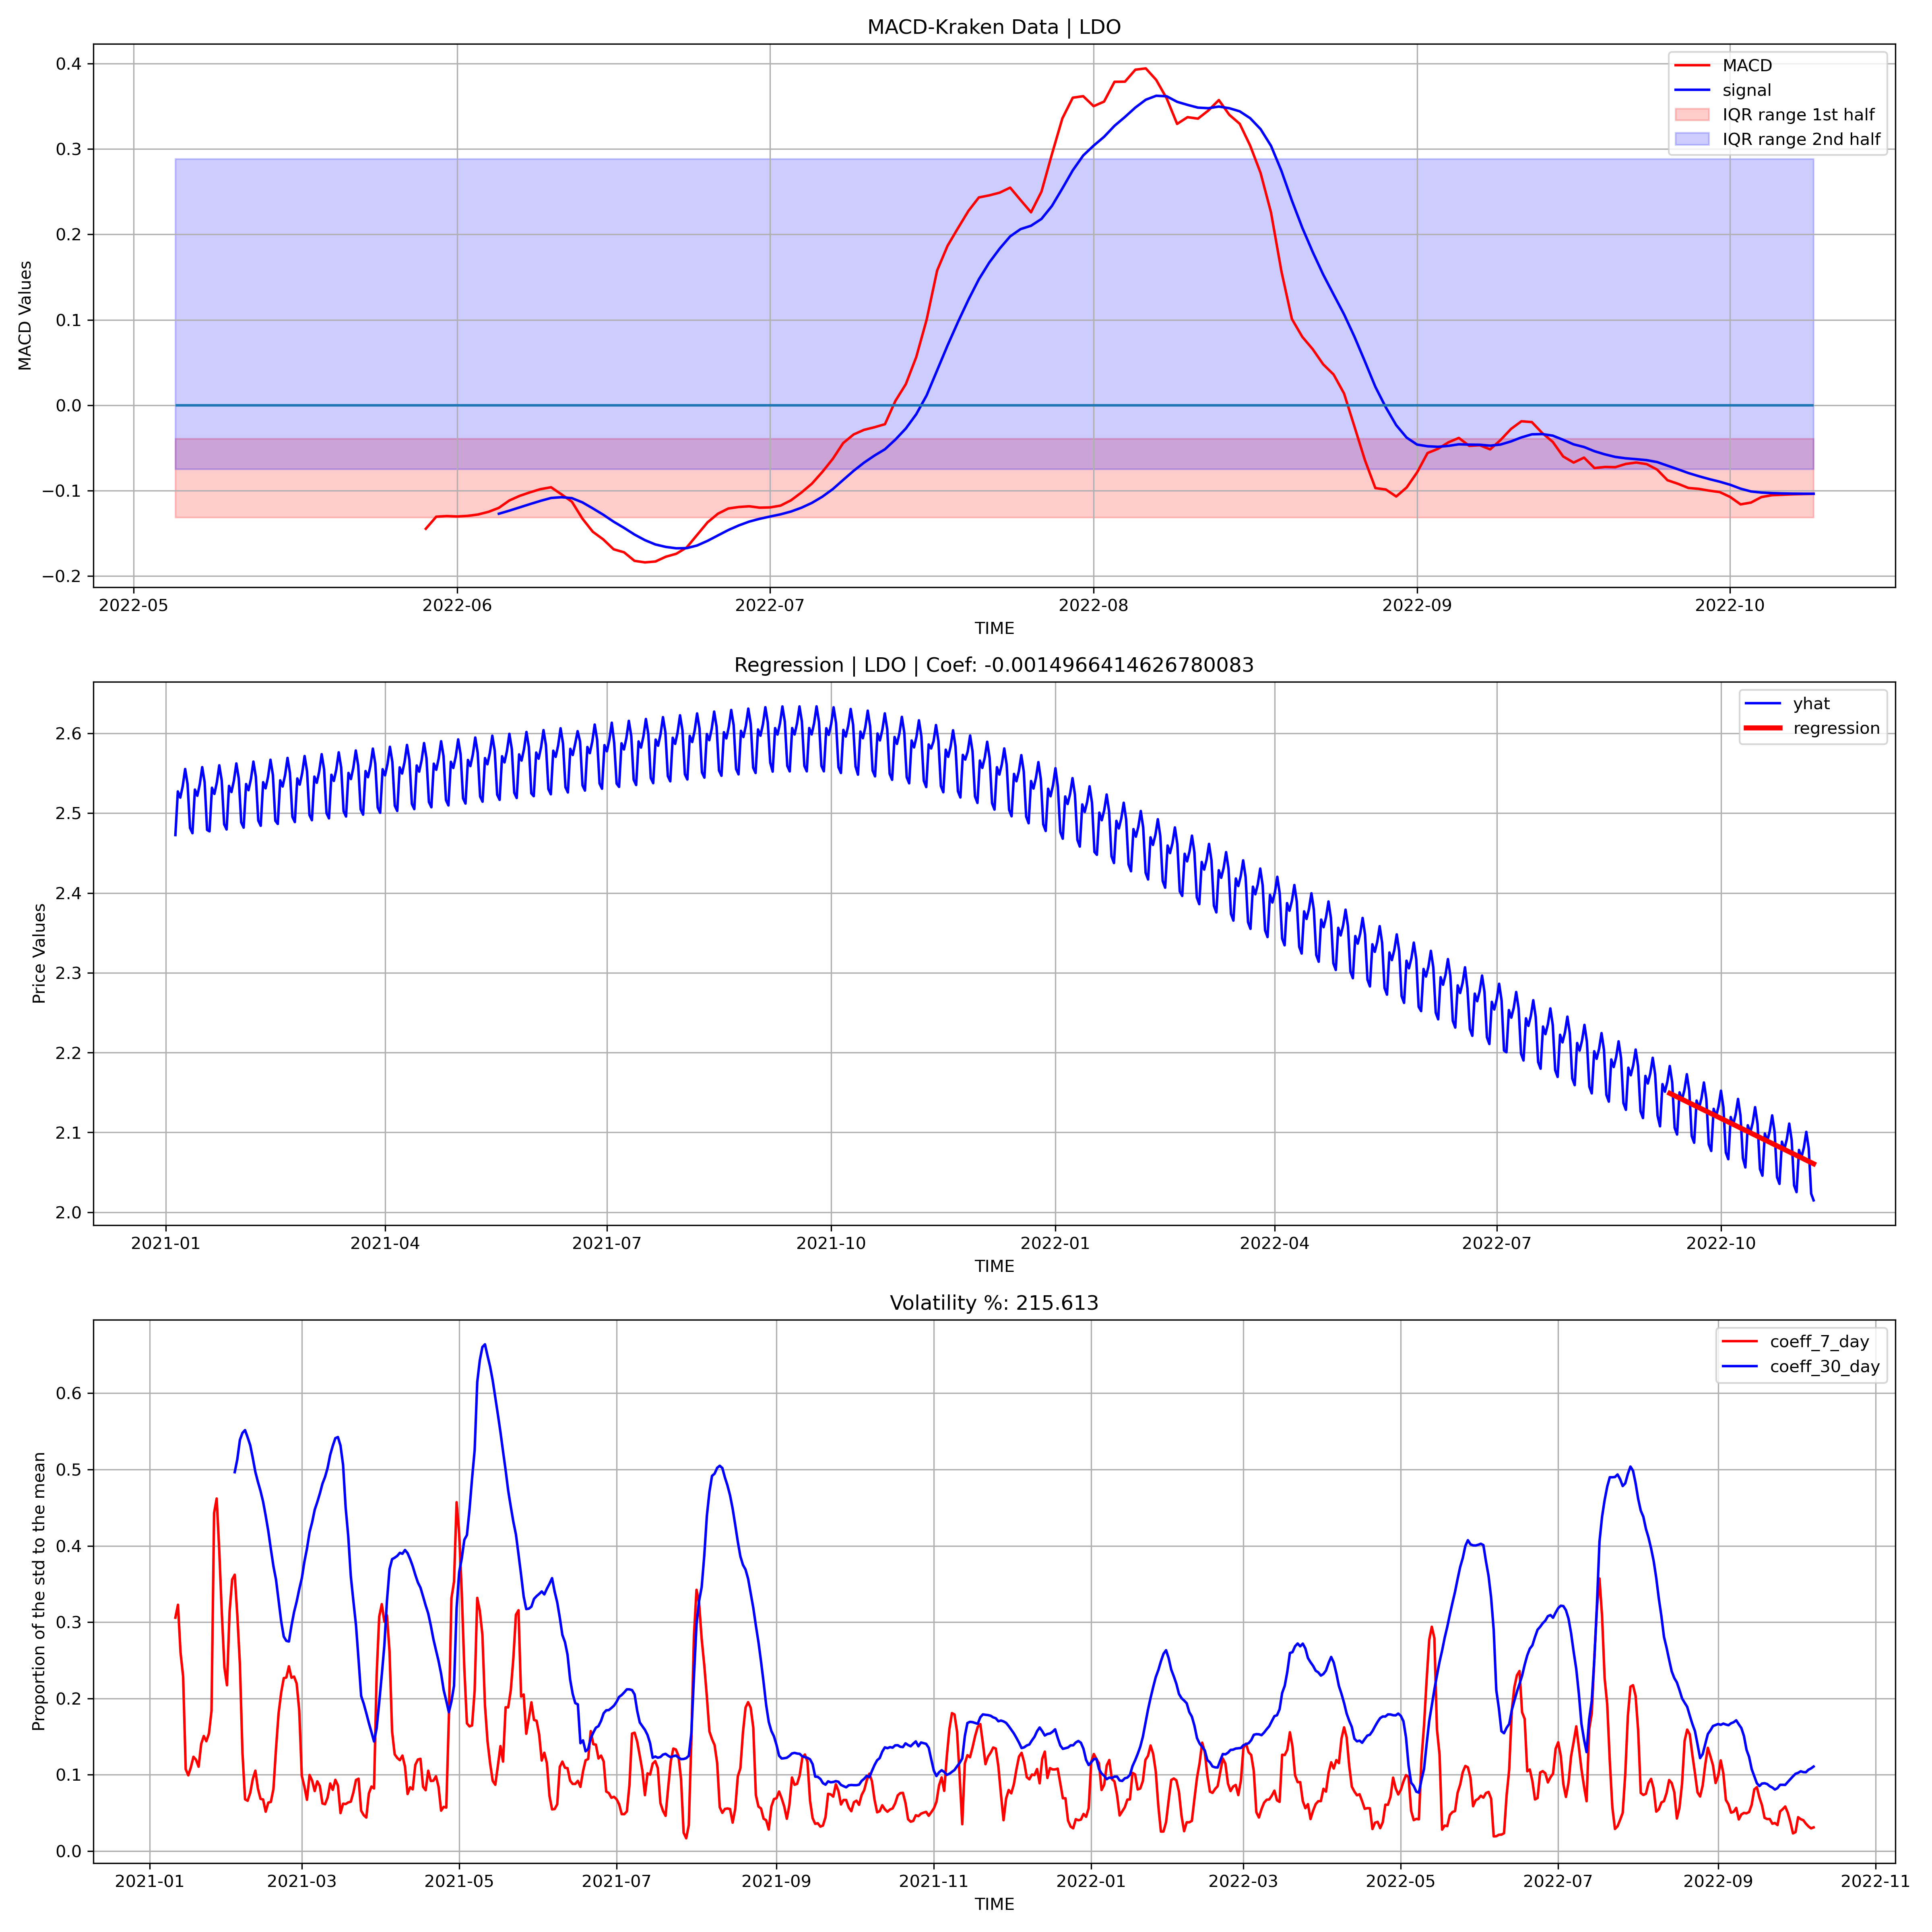 MACD-Kraken Data | LDO
MACD
signal
IQR range 1st half
IQR range 2nd half
MACD Values
0.4
0.3
0.2
0.1
0.0
−0.1
−0.2
2022-05 2022-06 2022-07 2022-08 2022-09 2022-10
TIME
Regression | LDO | Coef: -0.0014966414626780083
yhat
regression
Price Values
2.6
2.5
2.4
2.3
2.2
2.1
2.0
2021-01 2021-04 2021-07 2021-10 2022-01 2022-04 2022-07 2022-10
TIME
Volatility %: 215.613
coeff_7_day
coeff_30_day
Proportion of the std to the mean
0.6
0.5
0.4
0.3
0.2
0.1
0.0
2021-01 2021-03 2021-05 2021-07 2021-09 2021-11 2022-01 2022-03 2022-05 2022-07 2022-09 2022-11
TIME